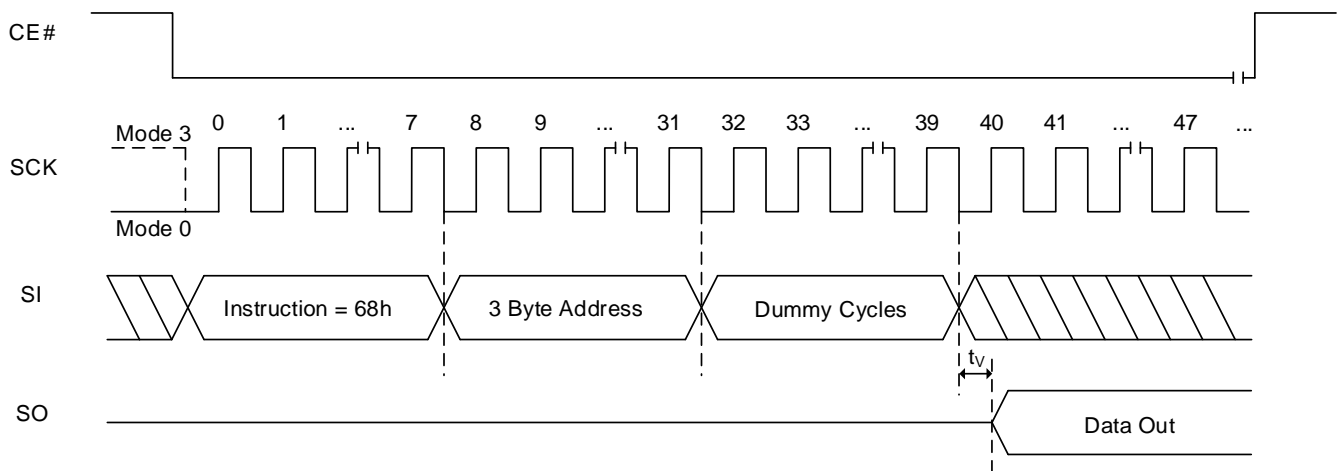 CE#
Mode 3 0 1 ... 7 8 9 ... 31 32 33 ... 39 40 41 ... 47 ...
SCK
Mode 0
SI Instruction = 68h 3 Byte Address Dummy Cycles
tV
SO Data Out